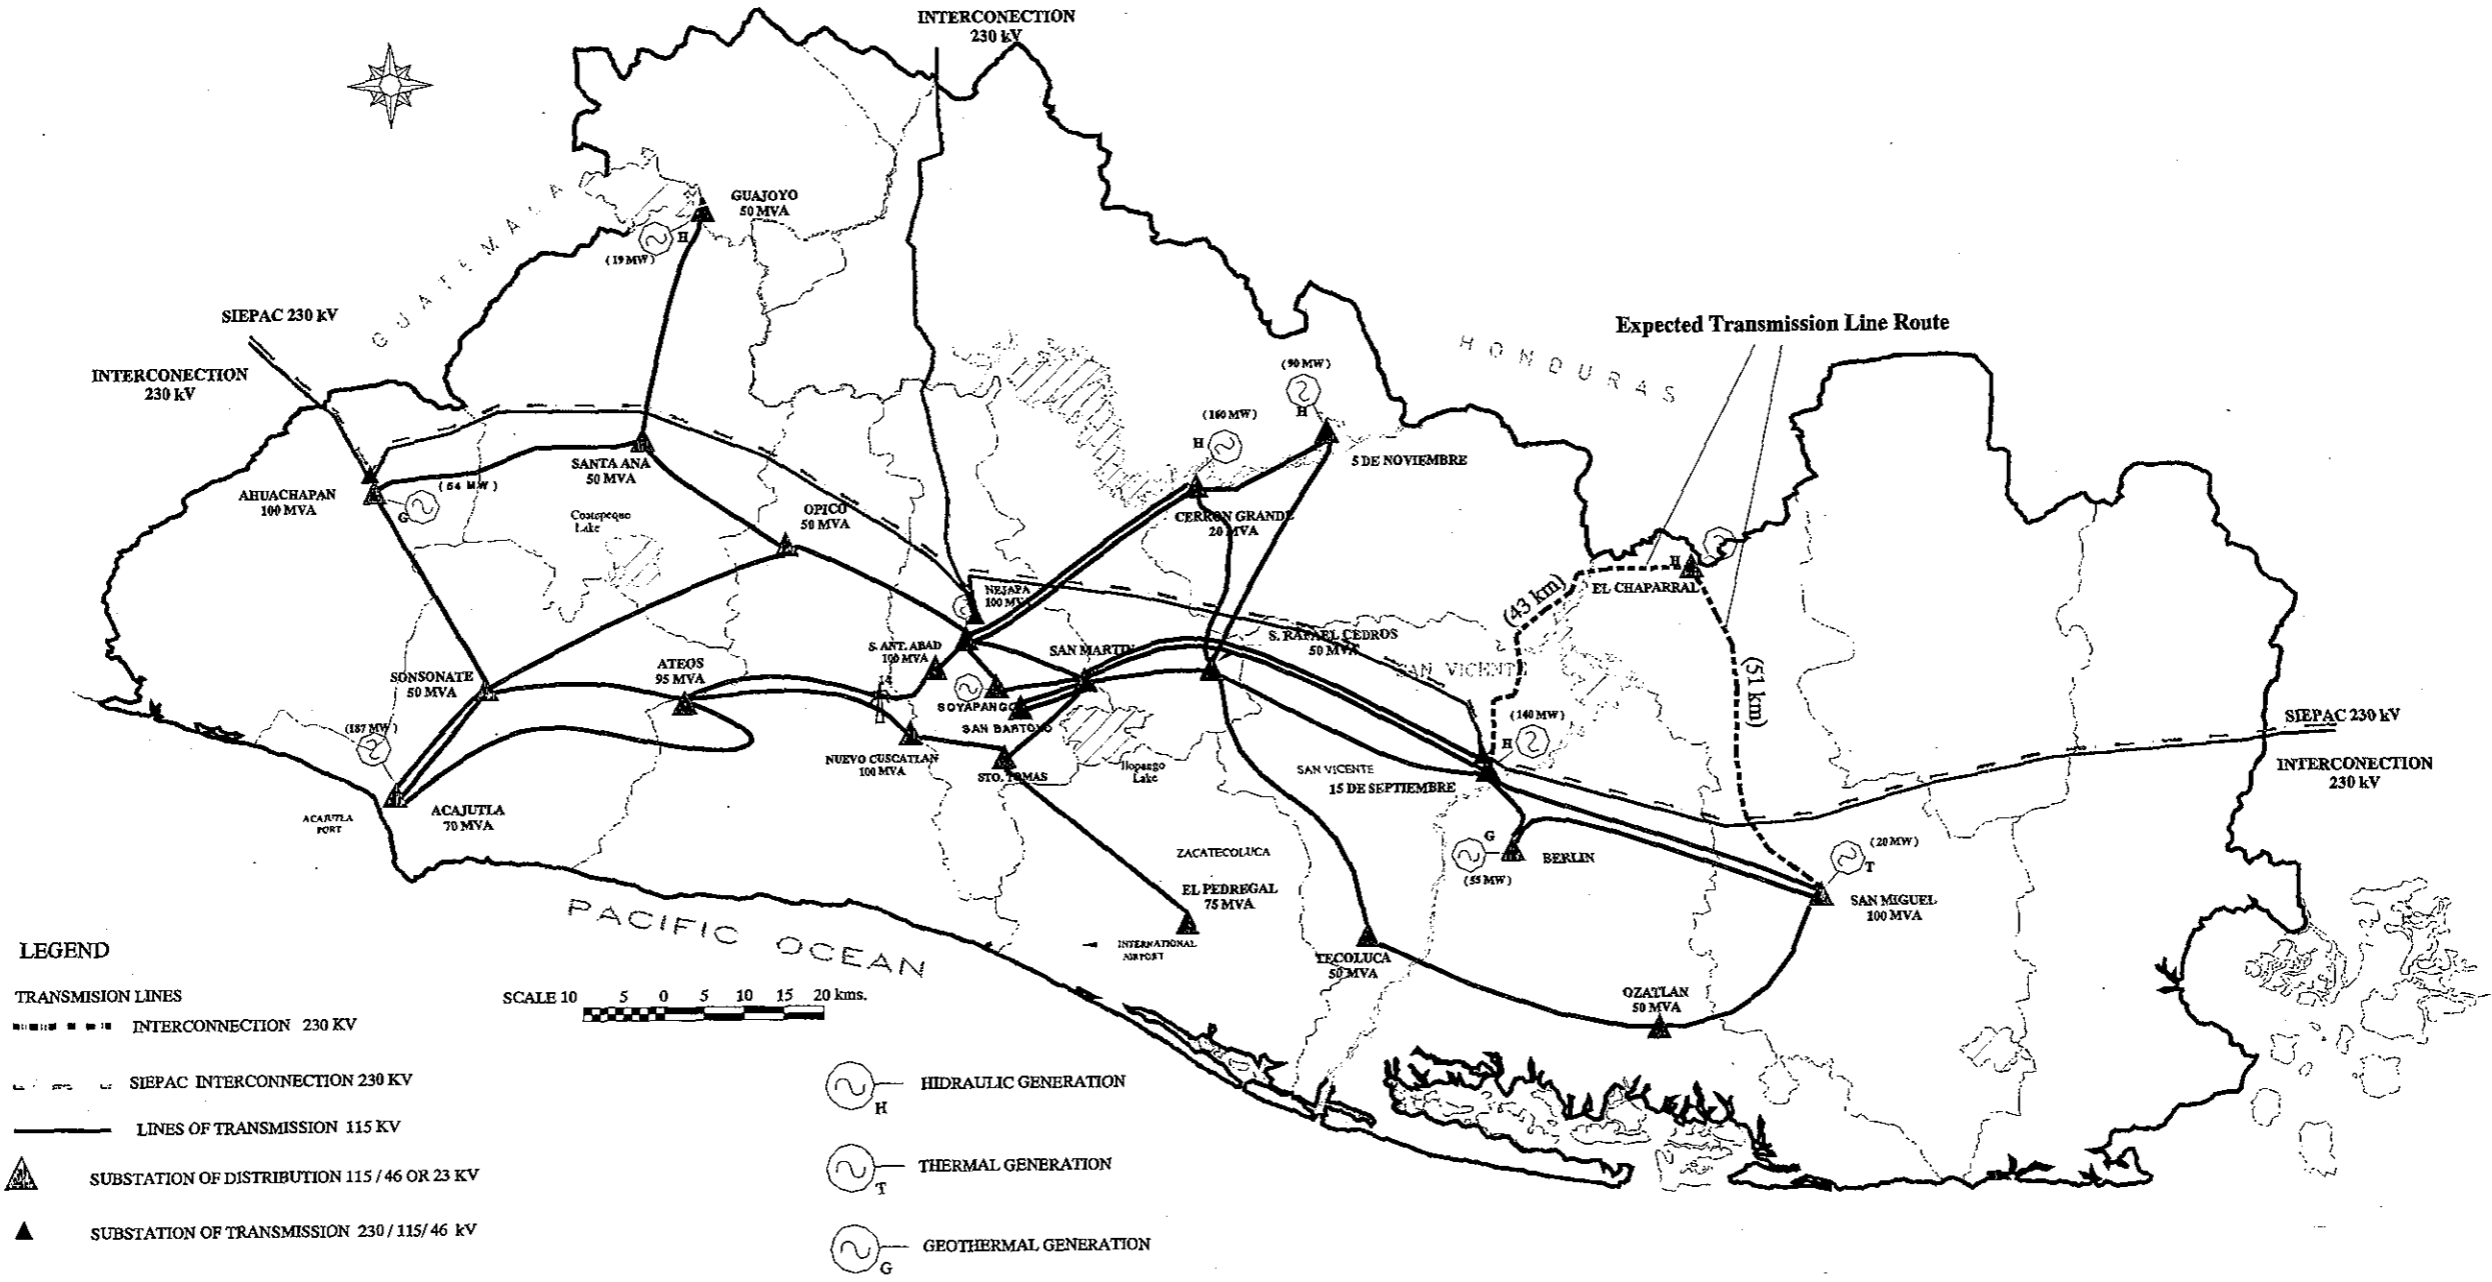 INTERCONECTION
230 kV
GUATEMALA
GUAJOYO
50 MVA
H
(19 MW)
SIEPAC 230 kV
INTERCONECTION
230 kV
HONDURAS
Expected Transmission Line Route
(90 MW)
H
(160 MW)
H
5 DE NOVIEMBRE
SANTA ANA
50 MVA
(54 MW)
AHUACHAPAN
100 MVA
G
Coatepeque
Lake
OPICO
50 MVA
CERRON GRANDE
20 MVA
H
EL CHAPARRAL
(43 km)
(51 km)
NEJAPA
100 MVA
S. ANT. ABAD
100 MVA
SAN MARTIN
S. RAFAEL CEDROS
50 MVA
SAN VICENTE
SONSONATE
50 MVA
ATEOS
95 MVA
14
SOYAPANGO
SAN BARTOLO
(187 MW)
NUEVO CUSCATLAN
100 MVA
STO. TOMAS
Ilopango
Lake
SAN VICENTE
15 DE SEPTIEMBRE
(140 MW)
H
SIEPAC 230 kV
INTERCONECTION
230 kV
ACAJUTLA
PORT
ACAJUTLA
70 MVA
G
BERLIN
(55 MW)
(20 MW)
T
SAN MIGUEL
100 MVA
ZACATECOLUCA
EL PEDREGAL
75 MVA
INTERNATIONAL
AIRPORT
TECOLUCA
50 MVA
OZATLAN
50 MVA
PACIFIC OCEAN
LEGEND
TRANSMISION LINES
INTERCONNECTION 230 KV
SIEPAC INTERCONNECTION 230 KV
LINES OF TRANSMISSION 115 KV
SUBSTATION OF DISTRIBUTION 115 / 46 OR 23 KV
SUBSTATION OF TRANSMISSION 230 / 115/ 46 kV
SCALE 10 5 0 5 10 15 20 kms.
H
HIDRAULIC GENERATION
T
THERMAL GENERATION
G
GEOTHERMAL GENERATION